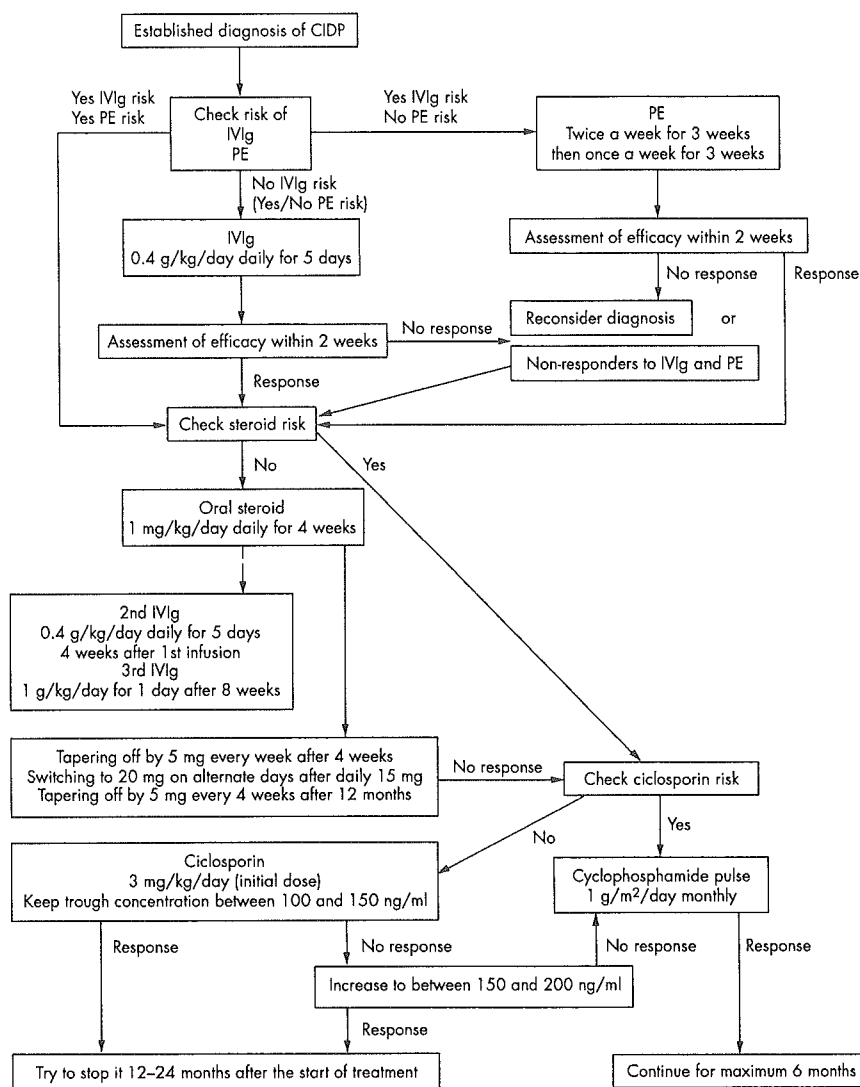 Established diagnosis of CIDP
Yes IVIg risk
Yes PE risk
Check risk of
IVIg
PE
Yes IVIg risk
No PE risk
PE
Twice a week for 3 weeks
then once a week for 3 weeks
No IVIg risk
(Yes/No PE risk)
IVIg
0.4 g/kg/day daily for 5 days
Assessment of efficacy within 2 weeks
No response
Response
Assessment of efficacy within 2 weeks
No response
Reconsider diagnosis
or
Non-responders to IVIg and PE
Response
Check steroid risk
No
Yes
Oral steroid
1 mg/kg/day daily for 4 weeks
2nd IVIg
0.4 g/kg/day daily for 5 days
4 weeks after 1st infusion
3rd IVIg
1 g/kg/day for 1 day after 8 weeks
Tapering off by 5 mg every week after 4 weeks
Switching to 20 mg on alternate days after daily 15 mg
Tapering off by 5 mg every 4 weeks after 12 months
No response
Check ciclosporin risk
No
Yes
Ciclosporin
3 mg/kg/day (initial dose)
Keep trough concentration between 100 and 150 ng/ml
Cyclophosphamide pulse
1 g/m²/day monthly
Response
No response
No response
Response
Increase to between 150 and 200 ng/ml
Response
Try to stop it 12–24 months after the start of treatment
Continue for maximum 6 months